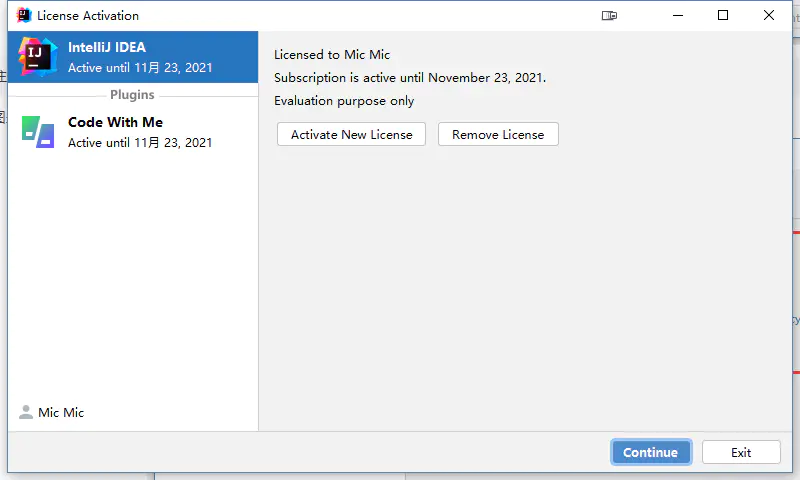 License Activation
IntelliJ IDEA
Active until 11月 23, 2021
Plugins
Code With Me
Active until 11月 23, 2021
Mic Mic
Licensed to Mic Mic
Subscription is active until November 23, 2021.
Evaluation purpose only
Activate New License
Remove License
Continue
Exit